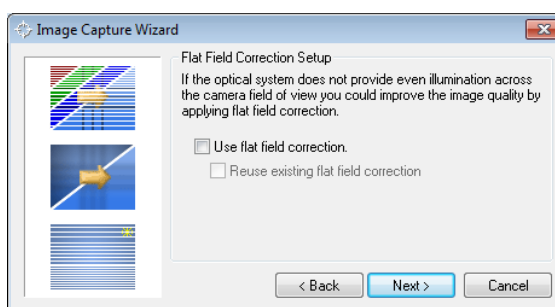 Image Capture Wizard
Flat Field Correction Setup
If the optical system does not provide even illumination across
the camera field of view you could improve the image quality by
applying flat field correction.
Use flat field correction.
Reuse existing flat field correction
< Back
Next >
Cancel